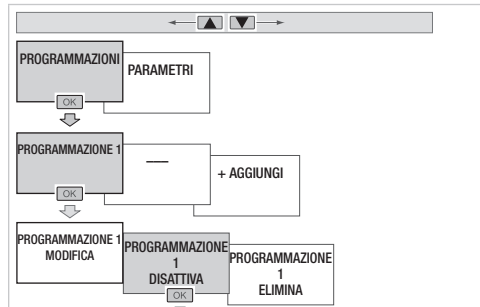 PROGRAMMAZIONI
PARAMETRI
OK
PROGRAMMAZIONE 1
+ AGGIUNGI
OK
PROGRAMMAZIONE 1
MODIFICA
PROGRAMMAZIONE
1
DISATTIVA
OK
PROGRAMMAZIONE
1
ELIMINA